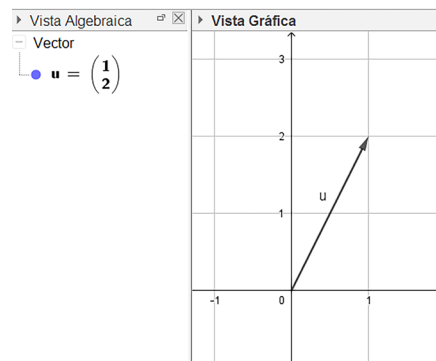 Vista Algebraica
Vector
u = (1
2)
Vista Gráfica
3
2
u
1
-1 0 1